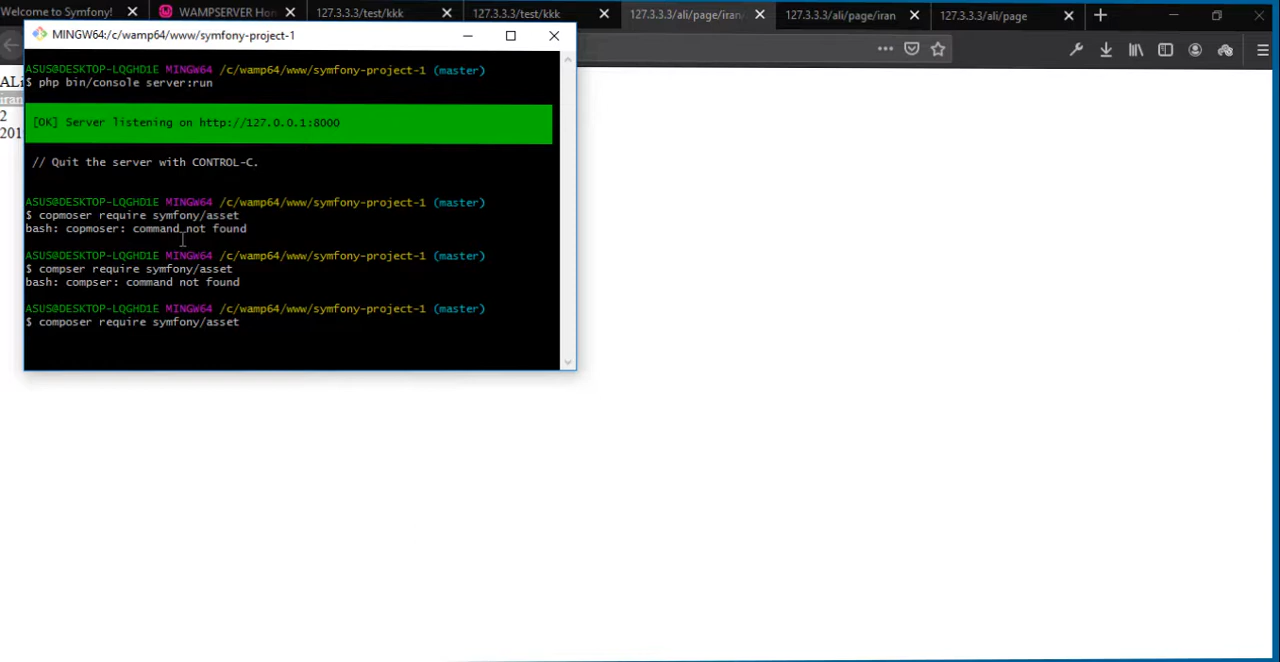 Welcome to Symfony!
WAMPSERVER Hom
127.3.3.3/test/kkk
127.3.3.3/test/kkk
127.3.3.3/ali/page/iran/
127.3.3.3/ali/page/iran
127.3.3.3/ali/page
MINGW64:/c/wamp64/www/symfony-project-1
ASUS@DESKTOP-LQGHD1E MINGW64 /c/wamp64/www/symfony-project-1 (master)
$ php bin/console server:run
[OK] Server listening on http://127.0.0.1:8000
// Quit the server with CONTROL-C.
ASUS@DESKTOP-LQGHD1E MINGW64 /c/wamp64/www/symfony-project-1 (master)
$ copmoser require symfony/asset
bash: copmoser: command not found
ASUS@DESKTOP-LQGHD1E MINGW64 /c/wamp64/www/symfony-project-1 (master)
$ compser require symfony/asset
bash: compser: command not found
ASUS@DESKTOP-LQGHD1E MINGW64 /c/wamp64/www/symfony-project-1 (master)
$ composer require symfony/asset
ALi
iran
2
201